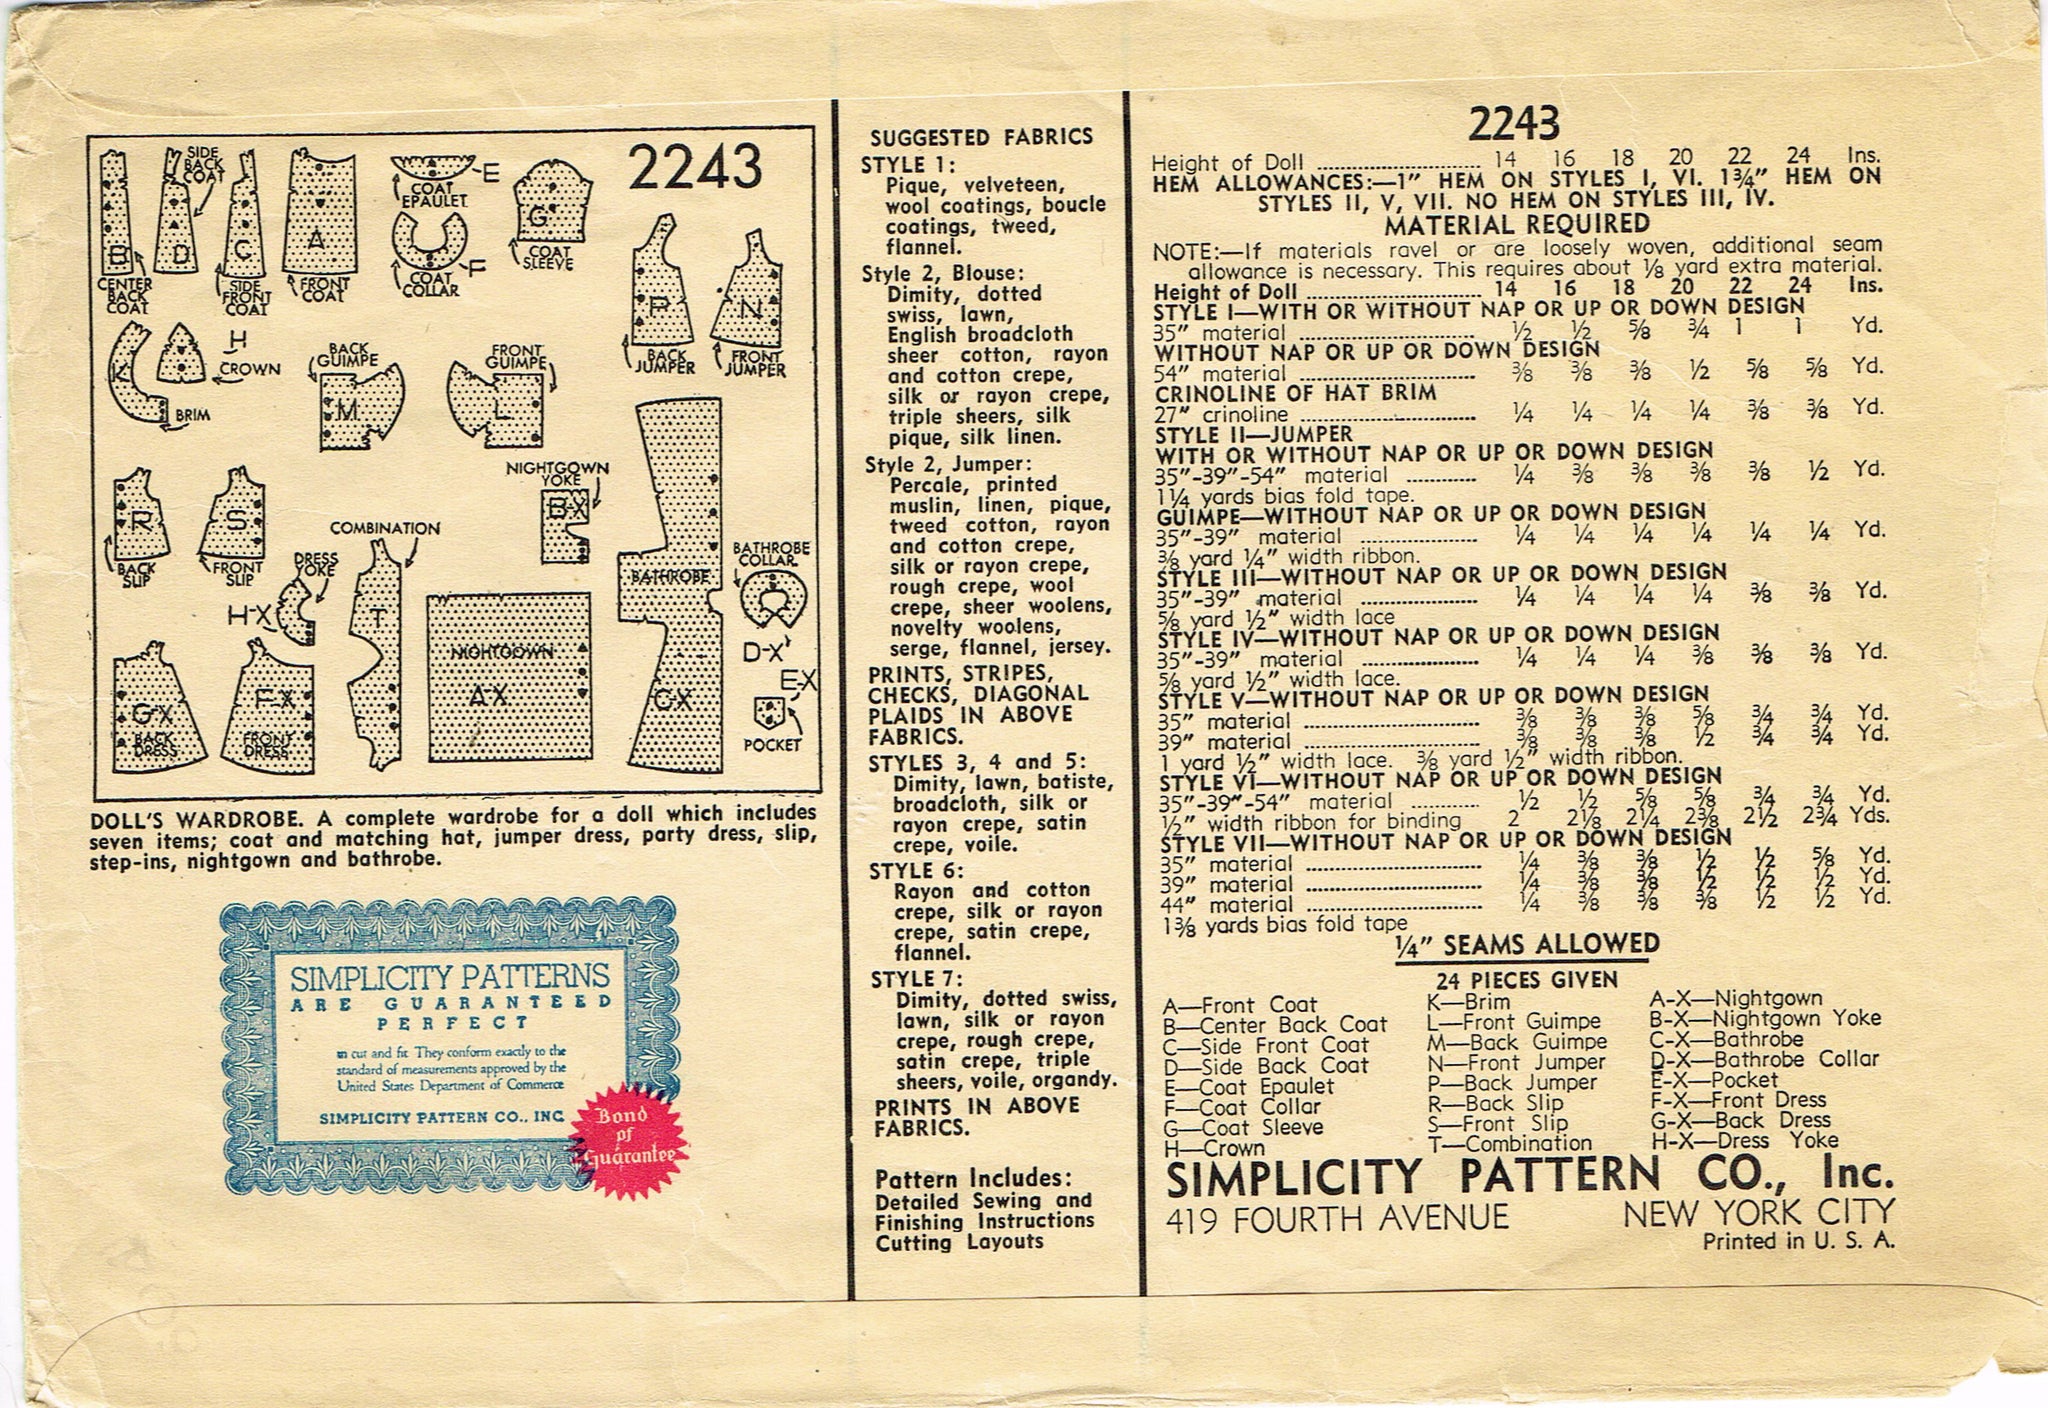 2243
B
CENTER
BACK
COAT
D
SIDE
BACK
COAT
C
SIDE
FRONT
COAT
A
FRONT
COAT
E
COAT
EPAULET
F
COAT
COLLAR
G
COAT
SLEEVE
P
BACK
JUMPER
N
FRONT
JUMPER
K
BRIM
H
CROWN
BACK
GUIMPE
M
FRONT
GUIMPE
L
R
BACK
SLIP
S
FRONT
SLIP
NIGHTGOWN
YOKE
B-X
COMBINATION
T
DRESS
YOKE
H-X
BATHROBE
C-X
BATHROBE
COLLAR
D-X
E-X
POCKET
NIGHTGOWN
A-X
G-X
BACK
DRESS
F-X
FRONT
DRESS
DOLL'S WARDROBE. A complete wardrobe for a doll which includes
seven items; coat and matching hat, jumper dress, party dress, slip,
step-ins, nightgown and bathrobe.
SIMPLICITY PATTERNS
ARE GUARANTEED
PERFECT
in cut and fit They conform exactly to the
standard of measurements approved by the
United States Department of Commerce
SIMPLICITY PATTERN CO., INC
Bond
of
Guarantee
SUGGESTED FABRICS
STYLE 1:
Pique, velveteen,
wool coatings, boucle
coatings, tweed,
flannel.
Style 2, Blouse:
Dimity, dotted
swiss, lawn,
English broadcloth
sheer cotton, rayon
and cotton crepe,
silk or rayon crepe,
triple sheers, silk
pique, silk linen.
Style 2, Jumper:
Percale, printed
muslin, linen, pique,
tweed cotton, rayon
and cotton crepe,
silk or rayon crepe,
rough crepe, wool
crepe, sheer woolens,
novelty woolens,
serge, flannel, jersey.
PRINTS, STRIPES,
CHECKS, DIAGONAL
PLAIDS IN ABOVE
FABRICS.
STYLES 3, 4 and 5:
Dimity, lawn, batiste,
broadcloth, silk or
rayon crepe, satin
crepe, voile.
STYLE 6:
Rayon and cotton
crepe, silk or rayon
crepe, satin crepe,
flannel.
STYLE 7:
Dimity, dotted swiss,
lawn, silk or rayon
crepe, rough crepe,
satin crepe, triple
sheers, voile, organdy.
PRINTS IN ABOVE
FABRICS.
Pattern Includes:
Detailed Sewing and
Finishing Instructions
Cutting Layouts
2243
Height of Doll ........ 14 16 18 20 22 24 Ins.
HEM ALLOWANCES:—1" HEM ON STYLES I, VI. 1¾" HEM ON
STYLES II, V, VII. NO HEM ON STYLES III, IV.
MATERIAL REQUIRED
NOTE:—If materials ravel or are loosely woven, additional seam
allowance is necessary. This requires about ⅛ yard extra material.
Height of Doll ........ 14 16 18 20 22 24 Ins.
STYLE I—WITH OR WITHOUT NAP OR UP OR DOWN DESIGN
35" material ........ ½ ½ ⅝ ¾ 1 1 Yd.
WITHOUT NAP OR UP OR DOWN DESIGN
54" material ........ ⅜ ⅜ ⅜ ½ ⅝ ⅝ Yd.
CRINOLINE OF HAT BRIM
27" crinoline ........ ¼ ¼ ¼ ¼ ⅜ ⅜ Yd.
STYLE II—JUMPER
WITH OR WITHOUT NAP OR UP OR DOWN DESIGN
35"-39"-54" material ........ ¼ ⅜ ⅜ ⅜ ⅜ ½ Yd.
1¼ yards bias fold tape.
GUIMPE—WITHOUT NAP OR UP OR DOWN DESIGN
35"-39" material ........ ¼ ¼ ¼ ¼ ¼ ¼ Yd.
⅜ yard ¼" width ribbon.
STYLE III—WITHOUT NAP OR UP OR DOWN DESIGN
35"-39" material ........ ¼ ¼ ¼ ¼ ⅜ ⅜ Yd.
⅝ yard ½" width lace
STYLE IV—WITHOUT NAP OR UP OR DOWN DESIGN
35"-39" material ........ ¼ ¼ ¼ ⅜ ⅜ ⅜ Yd.
⅝ yard ½" width lace.
STYLE V—WITHOUT NAP OR UP OR DOWN DESIGN
35" material ........ ⅜ ⅜ ⅜ ⅝ ¾ ¾ Yd.
39" material ........ ⅜ ⅜ ⅜ ½ ¾ ¾ Yd.
1 yard ½" width lace. ⅜ yard ½" width ribbon.
STYLE VI—WITHOUT NAP OR UP OR DOWN DESIGN
35"-39"-54" material ........ ½ ½ ⅝ ⅝ ¾ ¾ Yd.
½" width ribbon for binding 2 2⅛ 2¼ 2⅜ 2½ 2¾ Yds.
STYLE VII—WITHOUT NAP OR UP OR DOWN DESIGN
35" material ........ ¼ ⅜ ⅜ ½ ½ ⅝ Yd.
39" material ........ ¼ ⅜ ⅜ ½ ½ ½ Yd.
44" material ........ ¼ ⅜ ⅜ ⅜ ½ ½ Yd.
1⅜ yards bias fold tape
¼" SEAMS ALLOWED
24 PIECES GIVEN
A—Front Coat
B—Center Back Coat
C—Side Front Coat
D—Side Back Coat
E—Coat Epaulet
F—Coat Collar
G—Coat Sleeve
H—Crown
K—Brim
L—Front Guimpe
M—Back Guimpe
N—Front Jumper
P—Back Jumper
R—Back Slip
S—Front Slip
T—Combination
A-X—Nightgown
B-X—Nightgown Yoke
C-X—Bathrobe
D-X—Bathrobe Collar
E-X—Pocket
F-X—Front Dress
G-X—Back Dress
H-X—Dress Yoke
SIMPLICITY PATTERN CO., Inc.
419 FOURTH AVENUE NEW YORK CITY
Printed in U. S. A.